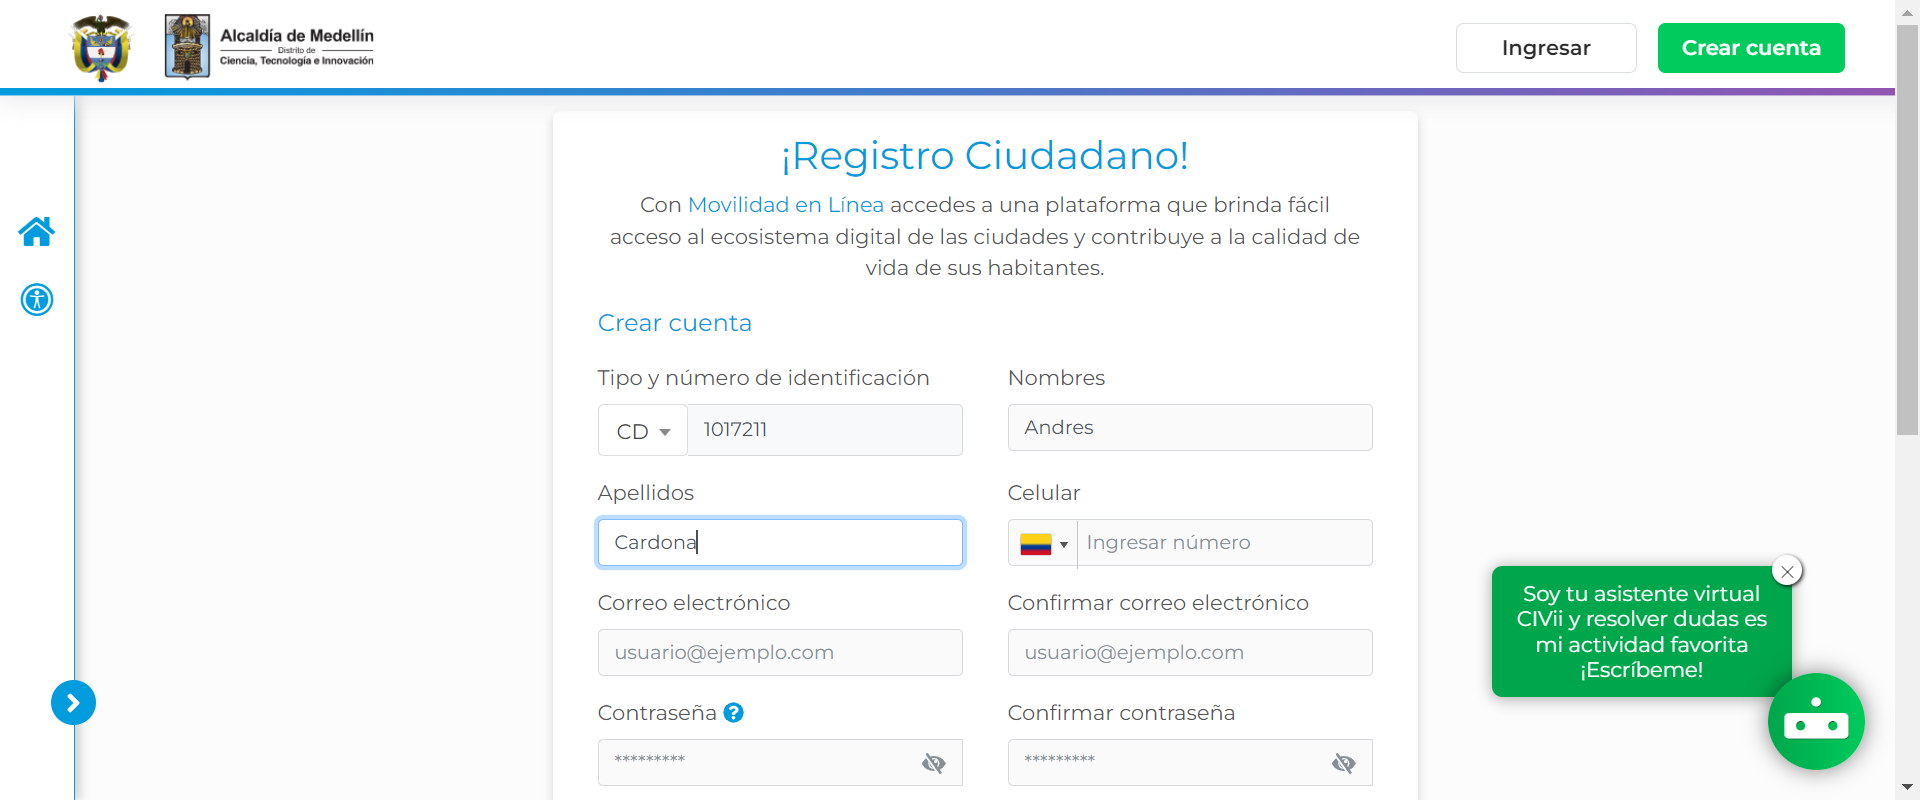 Alcaldía de Medellín
Distrito de
Ciencia, Tecnología e Innovación
Ingresar
Crear cuenta
¡Registro Ciudadano!
Con Movilidad en Línea accedes a una plataforma que brinda fácil
acceso al ecosistema digital de las ciudades y contribuye a la calidad de
vida de sus habitantes.
Crear cuenta
Tipo y número de identificación
CD
1017211
Nombres
Andres
Apellidos
Cardona
Celular
Ingresar número
Correo electrónico
usuario@ejemplo.com
Confirmar correo electrónico
usuario@ejemplo.com
Contraseña ?
*********
Confirmar contraseña
*********
Soy tu asistente virtual
CIVii y resolver dudas es
mi actividad favorita
¡Escríbeme!